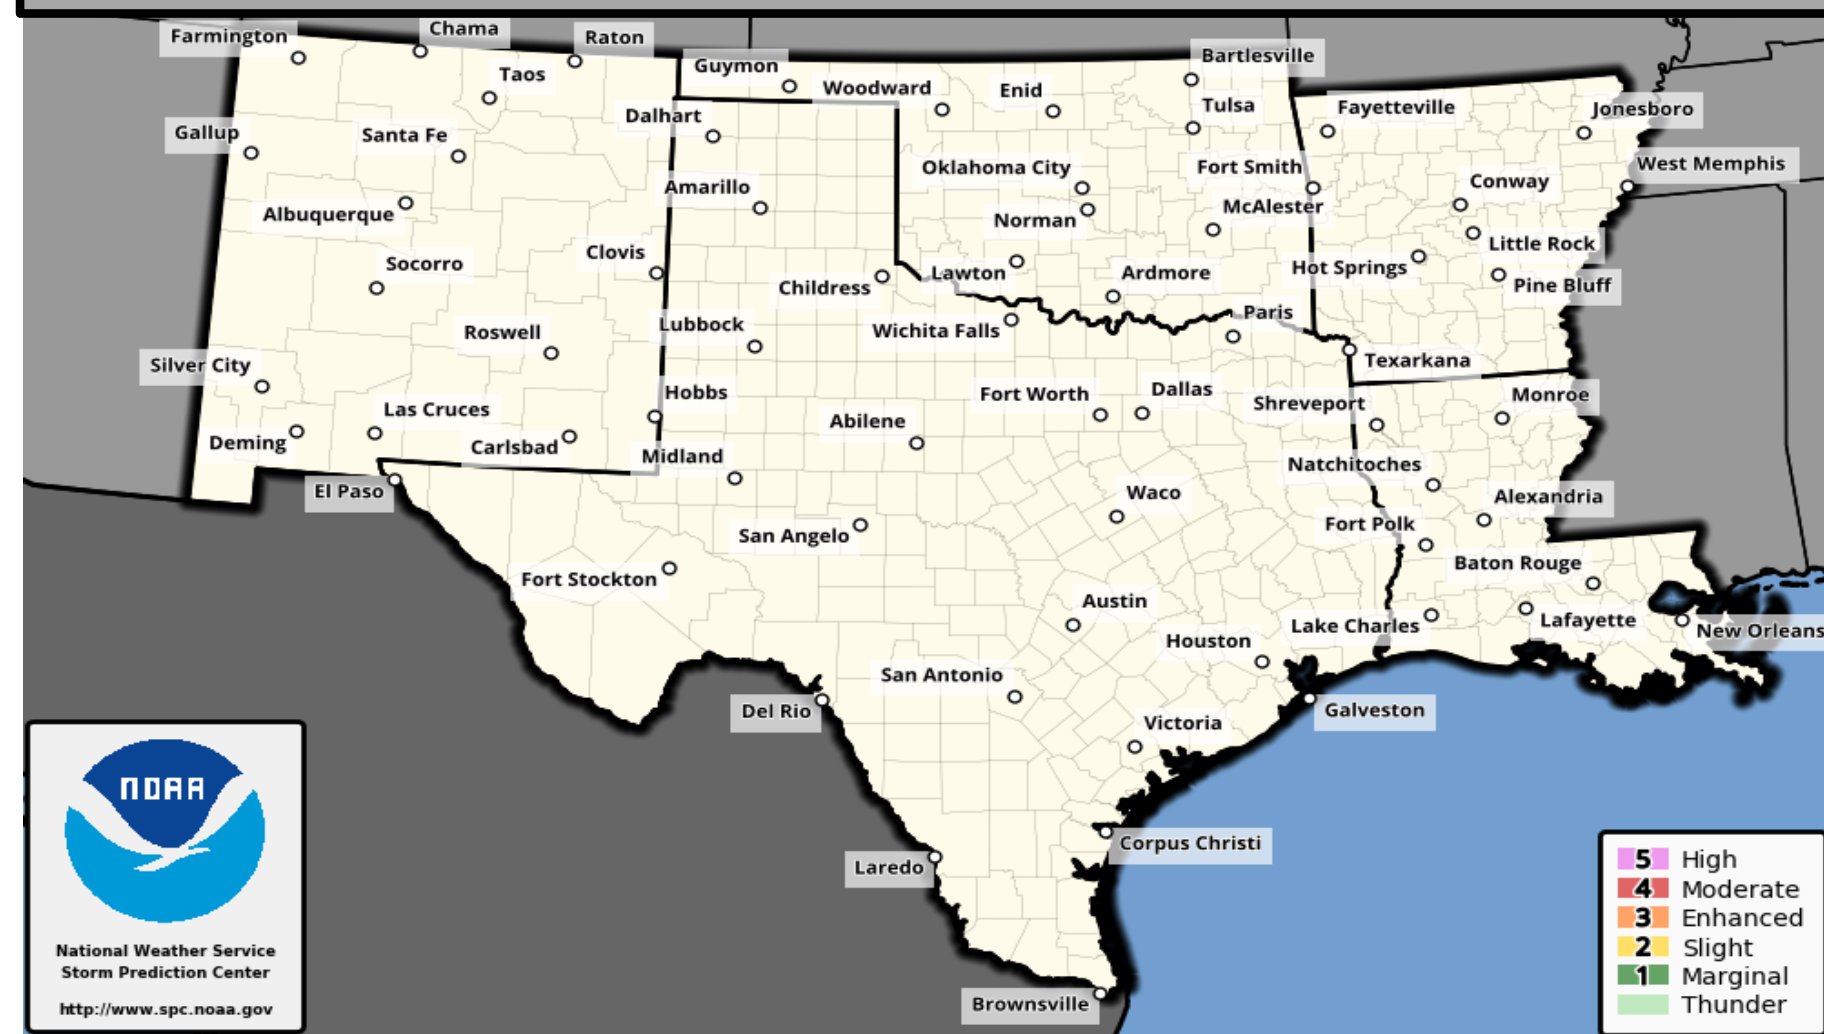 Farmington
Chama
Raton
Taos
Guymon
Woodward
Enid
Bartlesville
Tulsa
Fayetteville
Jonesboro
Dalhart
Gallup
Santa Fe
Oklahoma City
Fort Smith
West Memphis
Conway
Amarillo
Albuquerque
Norman
McAlester
Little Rock
Socorro
Clovis
Childress
Lawton
Ardmore
Hot Springs
Pine Bluff
Roswell
Lubbock
Wichita Falls
Paris
Texarkana
Silver City
Hobbs
Fort Worth
Dallas
Shreveport
Monroe
Las Cruces
Deming
Carlsbad
Midland
Abilene
Natchitoches
El Paso
Waco
Alexandria
San Angelo
Fort Polk
Fort Stockton
Baton Rouge
Austin
Houston
Lake Charles
Lafayette
New Orleans
San Antonio
Del Rio
Victoria
Galveston
Corpus Christi
Laredo
Brownsville
NOAA
National Weather Service
Storm Prediction Center
http://www.spc.noaa.gov
5 High
4 Moderate
3 Enhanced
2 Slight
1 Marginal
Thunder